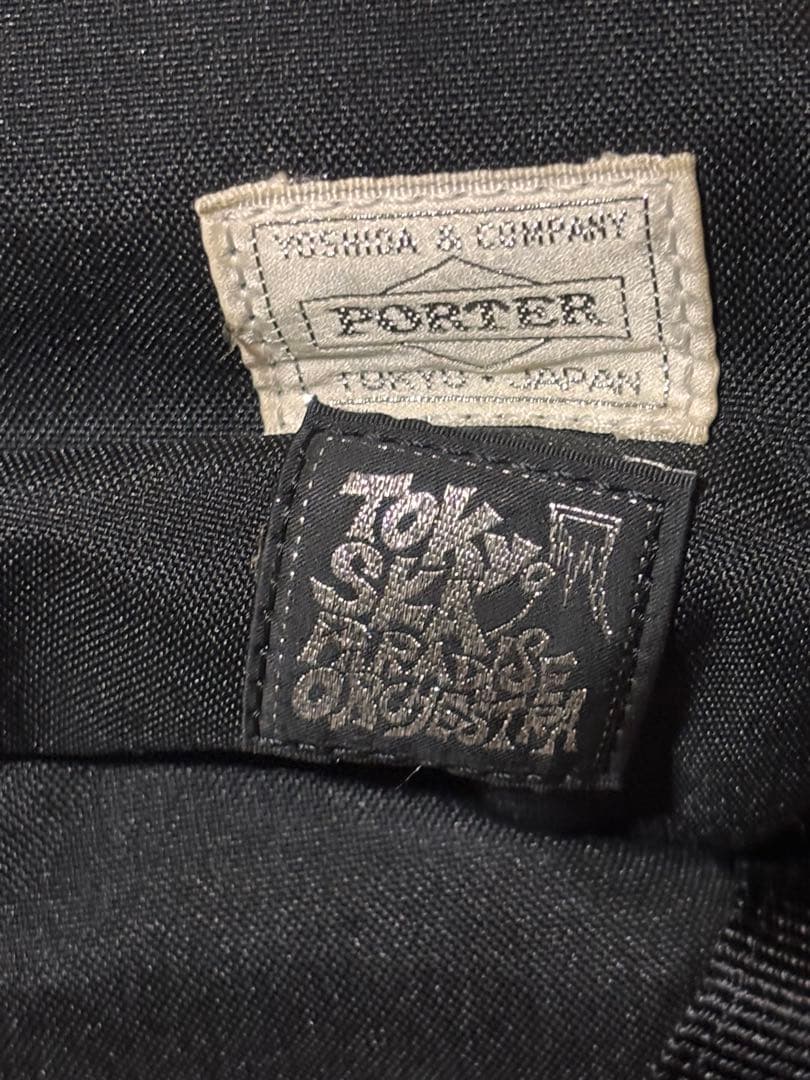 YOSHIDA & COMPANY
PORTER
TOKYO · JAPAN
TOKYO
SKA
PARADISE
ORCHESTRA